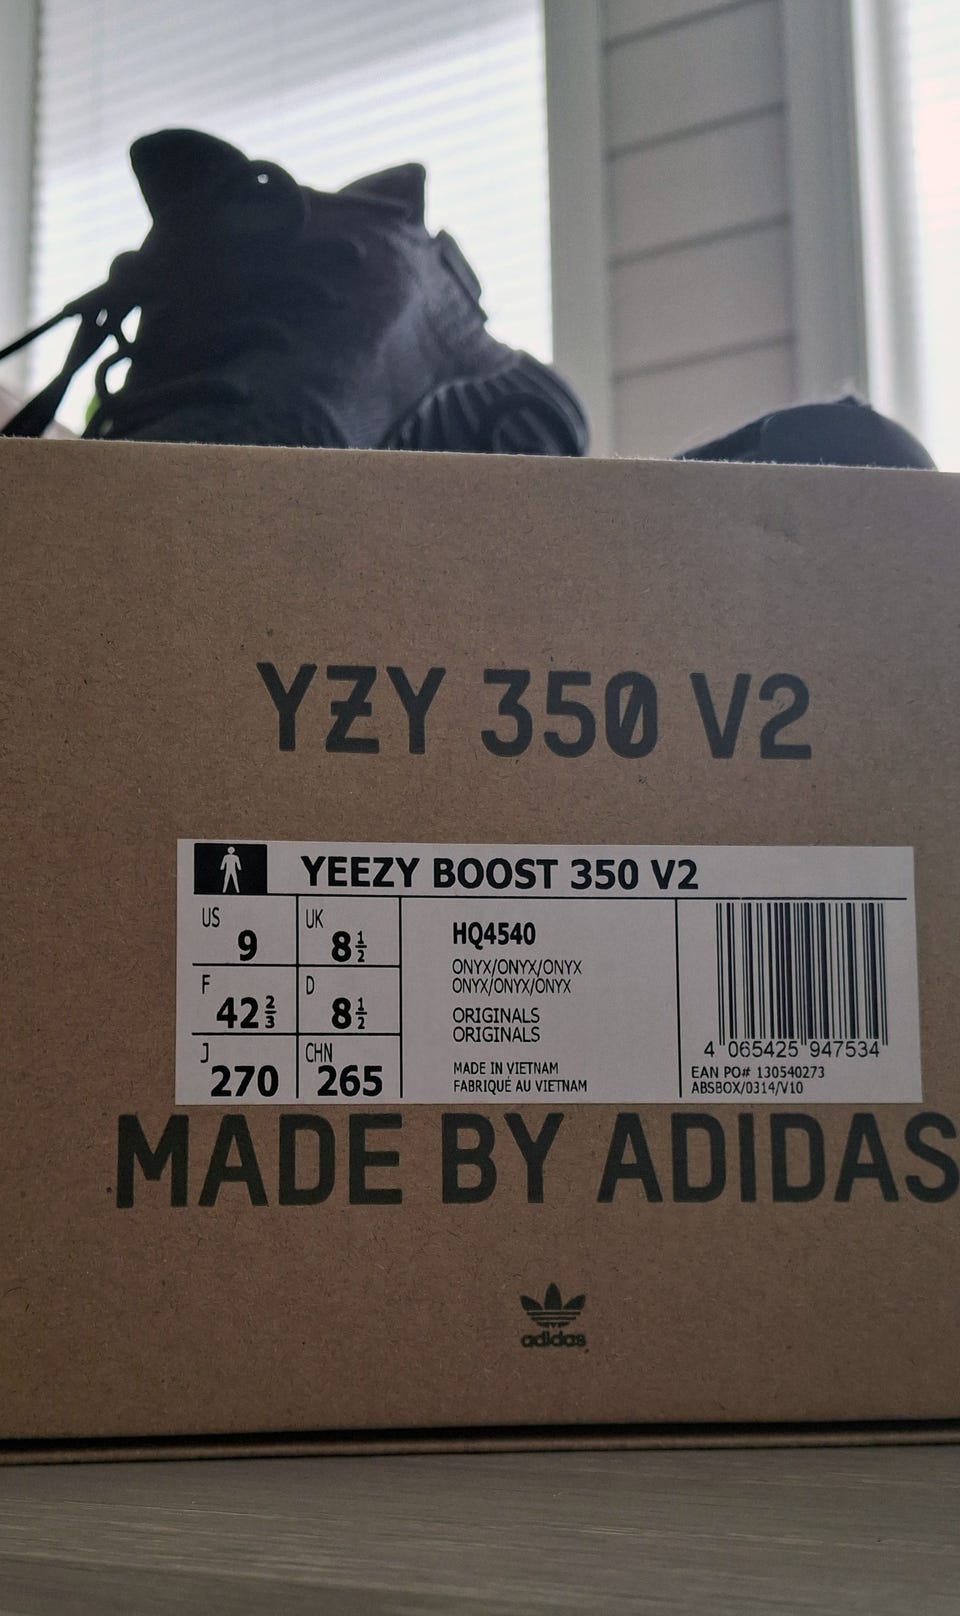 YZY 350 V2
YEEZY BOOST 350 V2
US 9
UK 8½
F 42⅔
D 8½
J 270
CHN 265
HQ4540
ONYX/ONYX/ONYX
ONYX/ONYX/ONYX
ORIGINALS
ORIGINALS
MADE IN VIETNAM
FABRIQUÉ AU VIETNAM
4 065425 947534
EAN PO# 130540273
ABSBOX/0314/V10
MADE BY ADIDAS
adidas